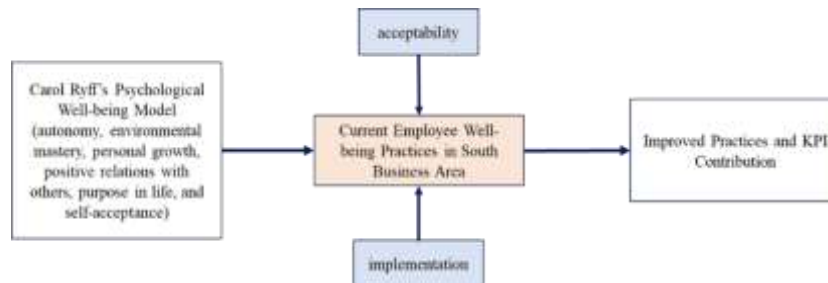 acceptability
Carol Ryff's Psychological
Well-being Model
(autonomy, environmental
mastery, personal growth,
positive relations with
others, purpose in life, and
self-acceptance)
Current Employee Well-
being Practices in South
Business Area
Improved Practices and KPI
Contribution
implementation